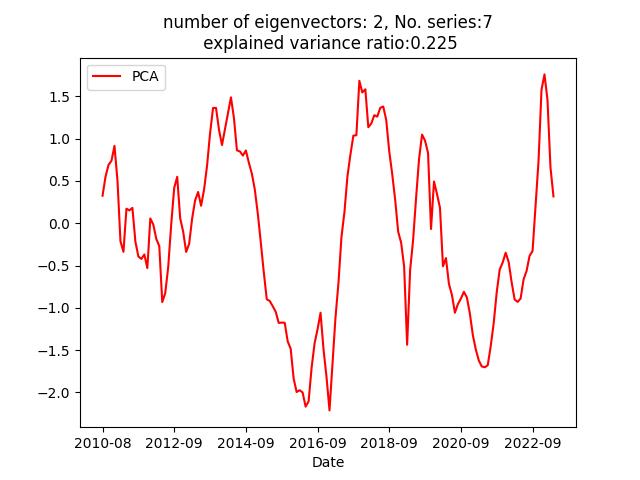 number of eigenvectors: 2, No. series:7
explained variance ratio:0.225
PCA
1.5
1.0
0.5
0.0
−0.5
−1.0
−1.5
−2.0
2010-08 2012-09 2014-09 2016-09 2018-09 2020-09 2022-09
Date